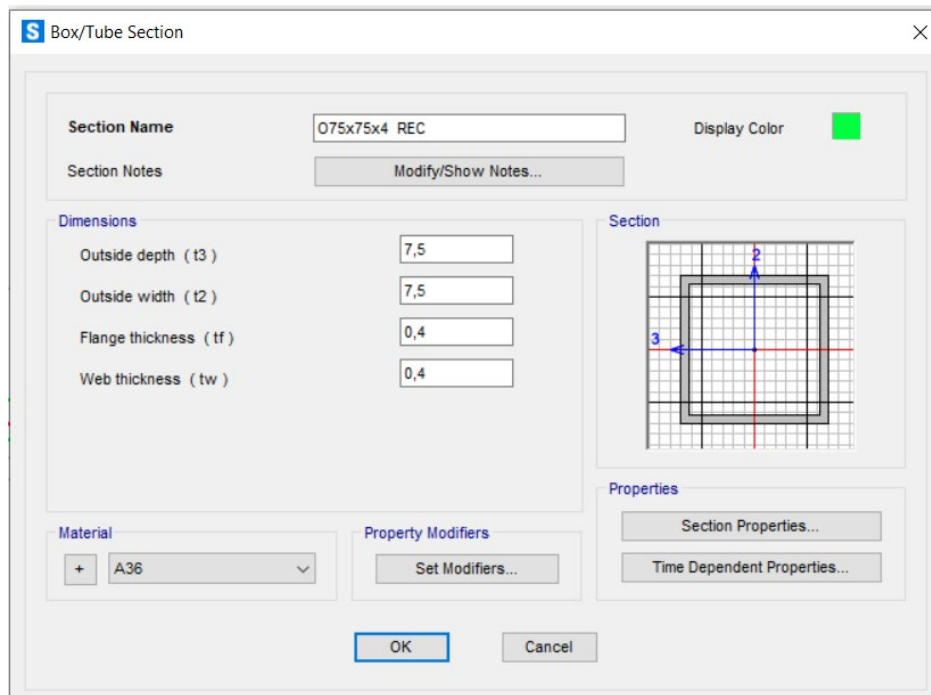 S Box/Tube Section
Section Name O75x75x4 REC Display Color
Section Notes Modify/Show Notes...
Dimensions
Outside depth ( t3 ) 7,5
Outside width ( t2 ) 7,5
Flange thickness ( tf ) 0,4
Web thickness ( tw ) 0,4
Section
2
3
Properties
Section Properties...
Time Dependent Properties...
Material
+ A36
Property Modifiers
Set Modifiers...
OK Cancel